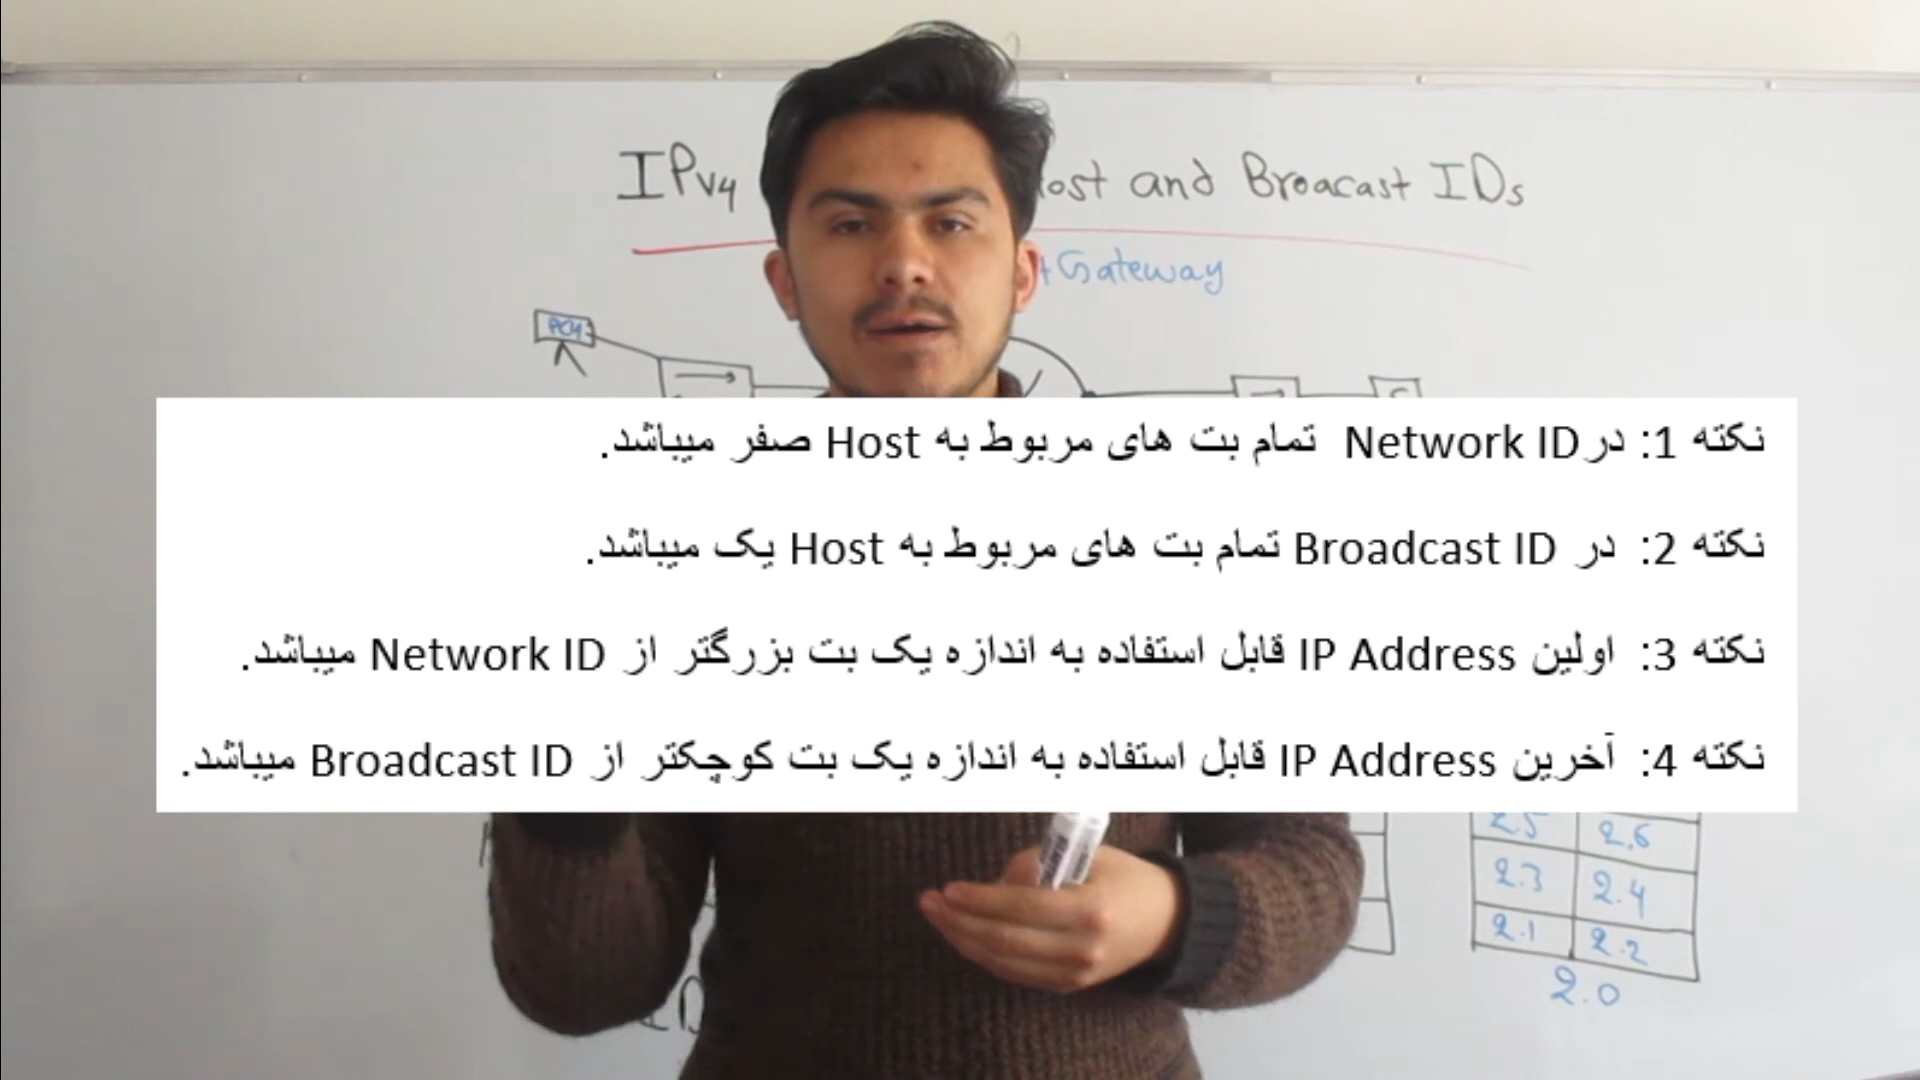 IPv4 ost and Broacast IDs
Gateway
PC4
نکته 1: در Network ID تمام بت های مربوط به Host صفر میباشد.
نکته 2: در Broadcast ID تمام بت های مربوط به Host یک میباشد.
نکته 3: اولین IP Address قابل استفاده به اندازه یک بت بزرگتر از Network ID میباشد.
نکته 4: آخرین IP Address قابل استفاده به اندازه یک بت کوچکتر از Broadcast ID میباشد.
2.5 2.6
2.3 2.4
2.1 2.2
2.0